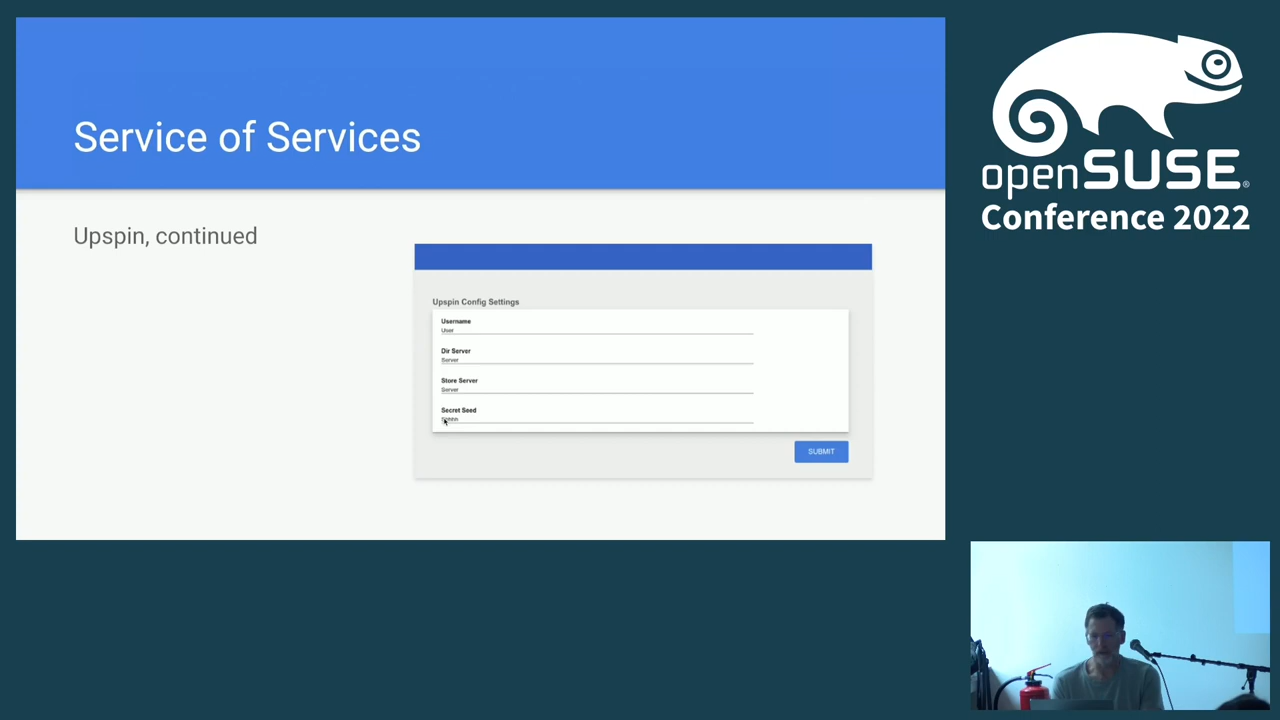 Service of Services
Upspin, continued
Upspin Config Settings
Username
User
Dir Server
Server
Store Server
Server
Secret Seed
SUBMIT
openSUSE®
Conference 2022